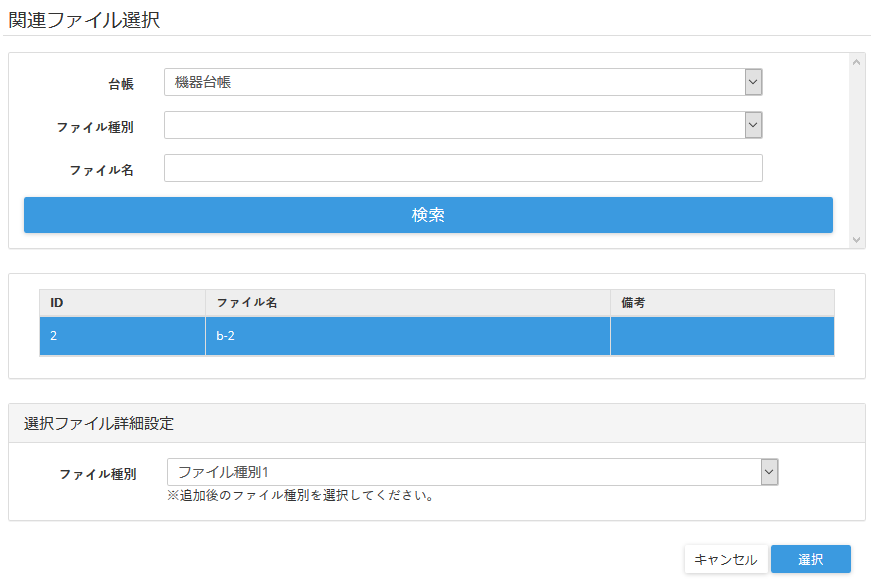 関連ファイル選択
台帳 機器台帳
ファイル種別
ファイル名
検索
ID ファイル名 備考
2 b-2
選択ファイル詳細設定
ファイル種別 ファイル種別1
※追加後のファイル種別を選択してください。
キャンセル 選択